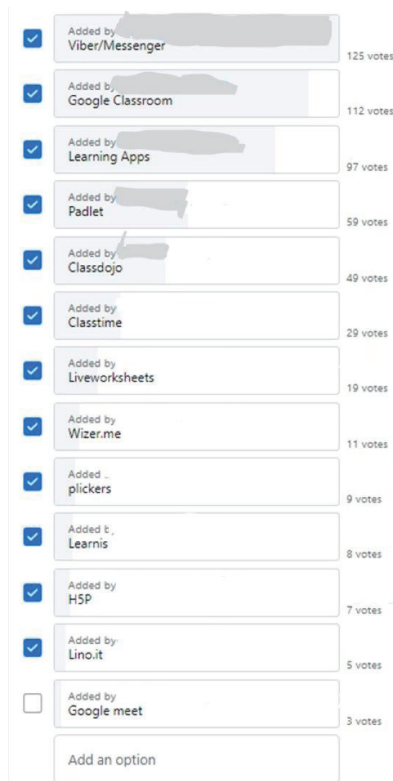 Added by
Viber/Messenger
125 votes
Added by
Google Classroom
112 votes
Added by
Learning Apps
97 votes
Added by
Padlet
59 votes
Added by
Classdojo
49 votes
Added by
Classtime
29 votes
Added by
Liveworksheets
19 votes
Added by
Wizer.me
11 votes
Added
plickers
9 votes
Added
Learnis
8 votes
Added by
H5P
7 votes
Added by
Lino.it
5 votes
Added by
Google meet
3 votes
Add an option